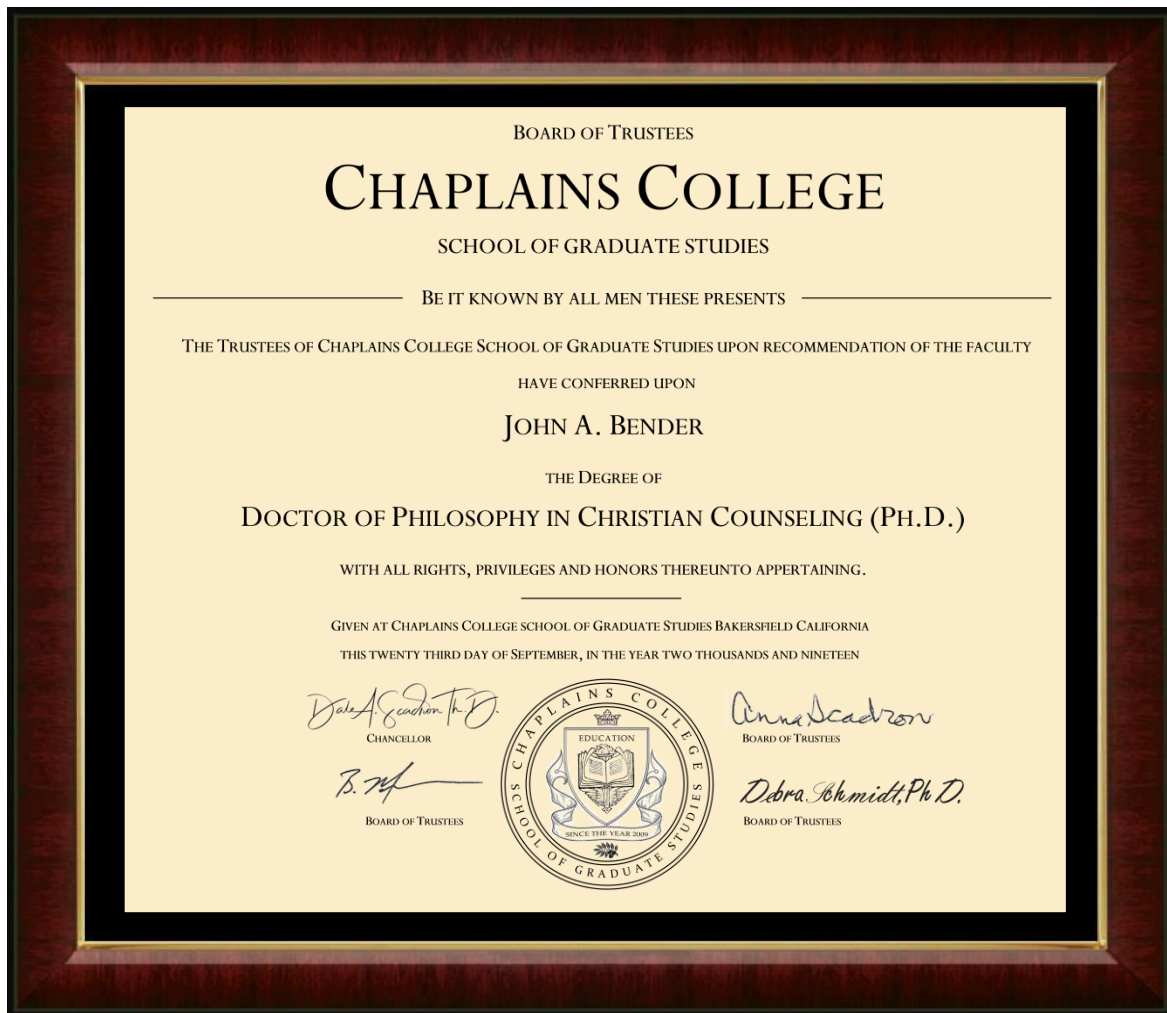 BOARD OF TRUSTEES
CHAPLAINS COLLEGE
SCHOOL OF GRADUATE STUDIES
BE IT KNOWN BY ALL MEN THESE PRESENTS
THE TRUSTEES OF CHAPLAINS COLLEGE SCHOOL OF GRADUATE STUDIES UPON RECOMMENDATION OF THE FACULTY
HAVE CONFERRED UPON
JOHN A. BENDER
THE DEGREE OF
DOCTOR OF PHILOSOPHY IN CHRISTIAN COUNSELING (PH.D.)
WITH ALL RIGHTS, PRIVILEGES AND HONORS THEREUNTO APPERTAINING.
GIVEN AT CHAPLAINS COLLEGE SCHOOL OF GRADUATE STUDIES BAKERSFIELD CALIFORNIA
THIS TWENTY THIRD DAY OF SEPTEMBER, IN THE YEAR TWO THOUSANDS AND NINETEEN
Dale A. Scadron Th.D.
CHANCELLOR
B.
BOARD OF TRUSTEES
CHAPLAINS COLLEGE
SCHOOL OF GRADUATE STUDIES
EDUCATION
SINCE THE YEAR 2009
Anna Scadron
BOARD OF TRUSTEES
Debra Schmidt, Ph D.
BOARD OF TRUSTEES